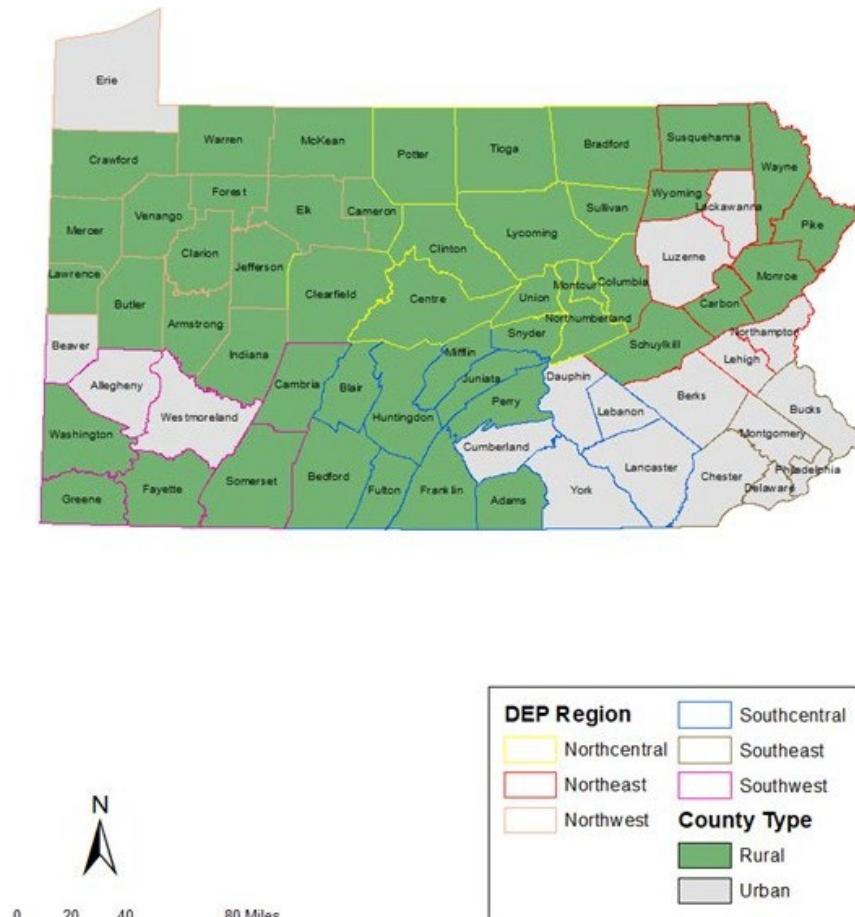 Erie
Warren
McKean
Potter
Tioga
Bradford
Susquehanna
Wayne
Crawford
Forest
Elk
Cameron
Sullivan
Wyoming
Lackawanna
Pike
Mercer
Venango
Clarion
Jefferson
Clinton
Lycoming
Luzerne
Monroe
Lawrence
Butler
Armstrong
Clearfield
Centre
Union
Montour
Columbia
Northumberland
Carbon
Beaver
Indiana
Snyder
Schuylkill
Northampton
Lehigh
Allegheny
Westmoreland
Cambria
Blair
Mifflin
Juniata
Huntingdon
Perry
Dauphin
Lebanon
Berks
Bucks
Montgomery
Philadelphia
Washington
Cumberland
Lancaster
Chester
Delaware
Greene
Fayette
Somerset
Bedford
Fulton
Franklin
Adams
York
DEP Region
Northcentral
Northeast
Northwest
Southcentral
Southeast
Southwest
County Type
Rural
Urban
N
0 20 40 80 Miles